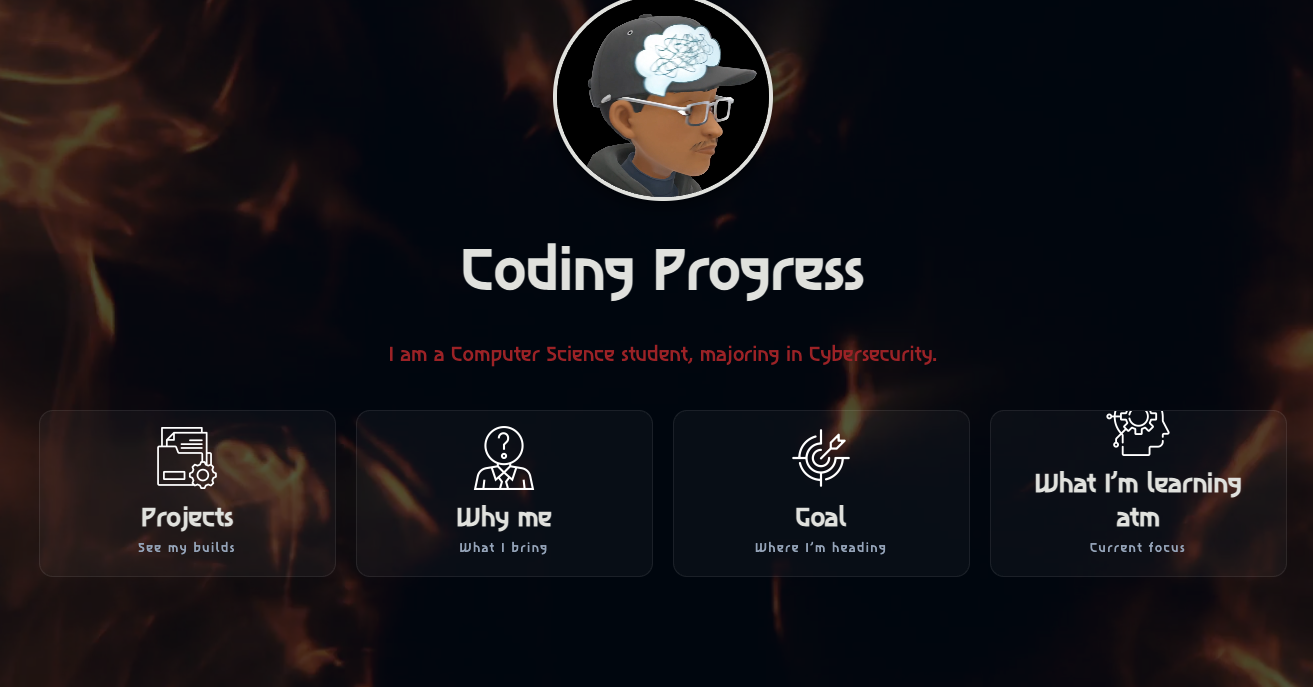 Coding Progress
I am a Computer Science student, majoring in Cybersecurity.
Projects
See my builds
Why me
What I bring
Goal
Where I'm heading
What I'm learning
atm
Current focus